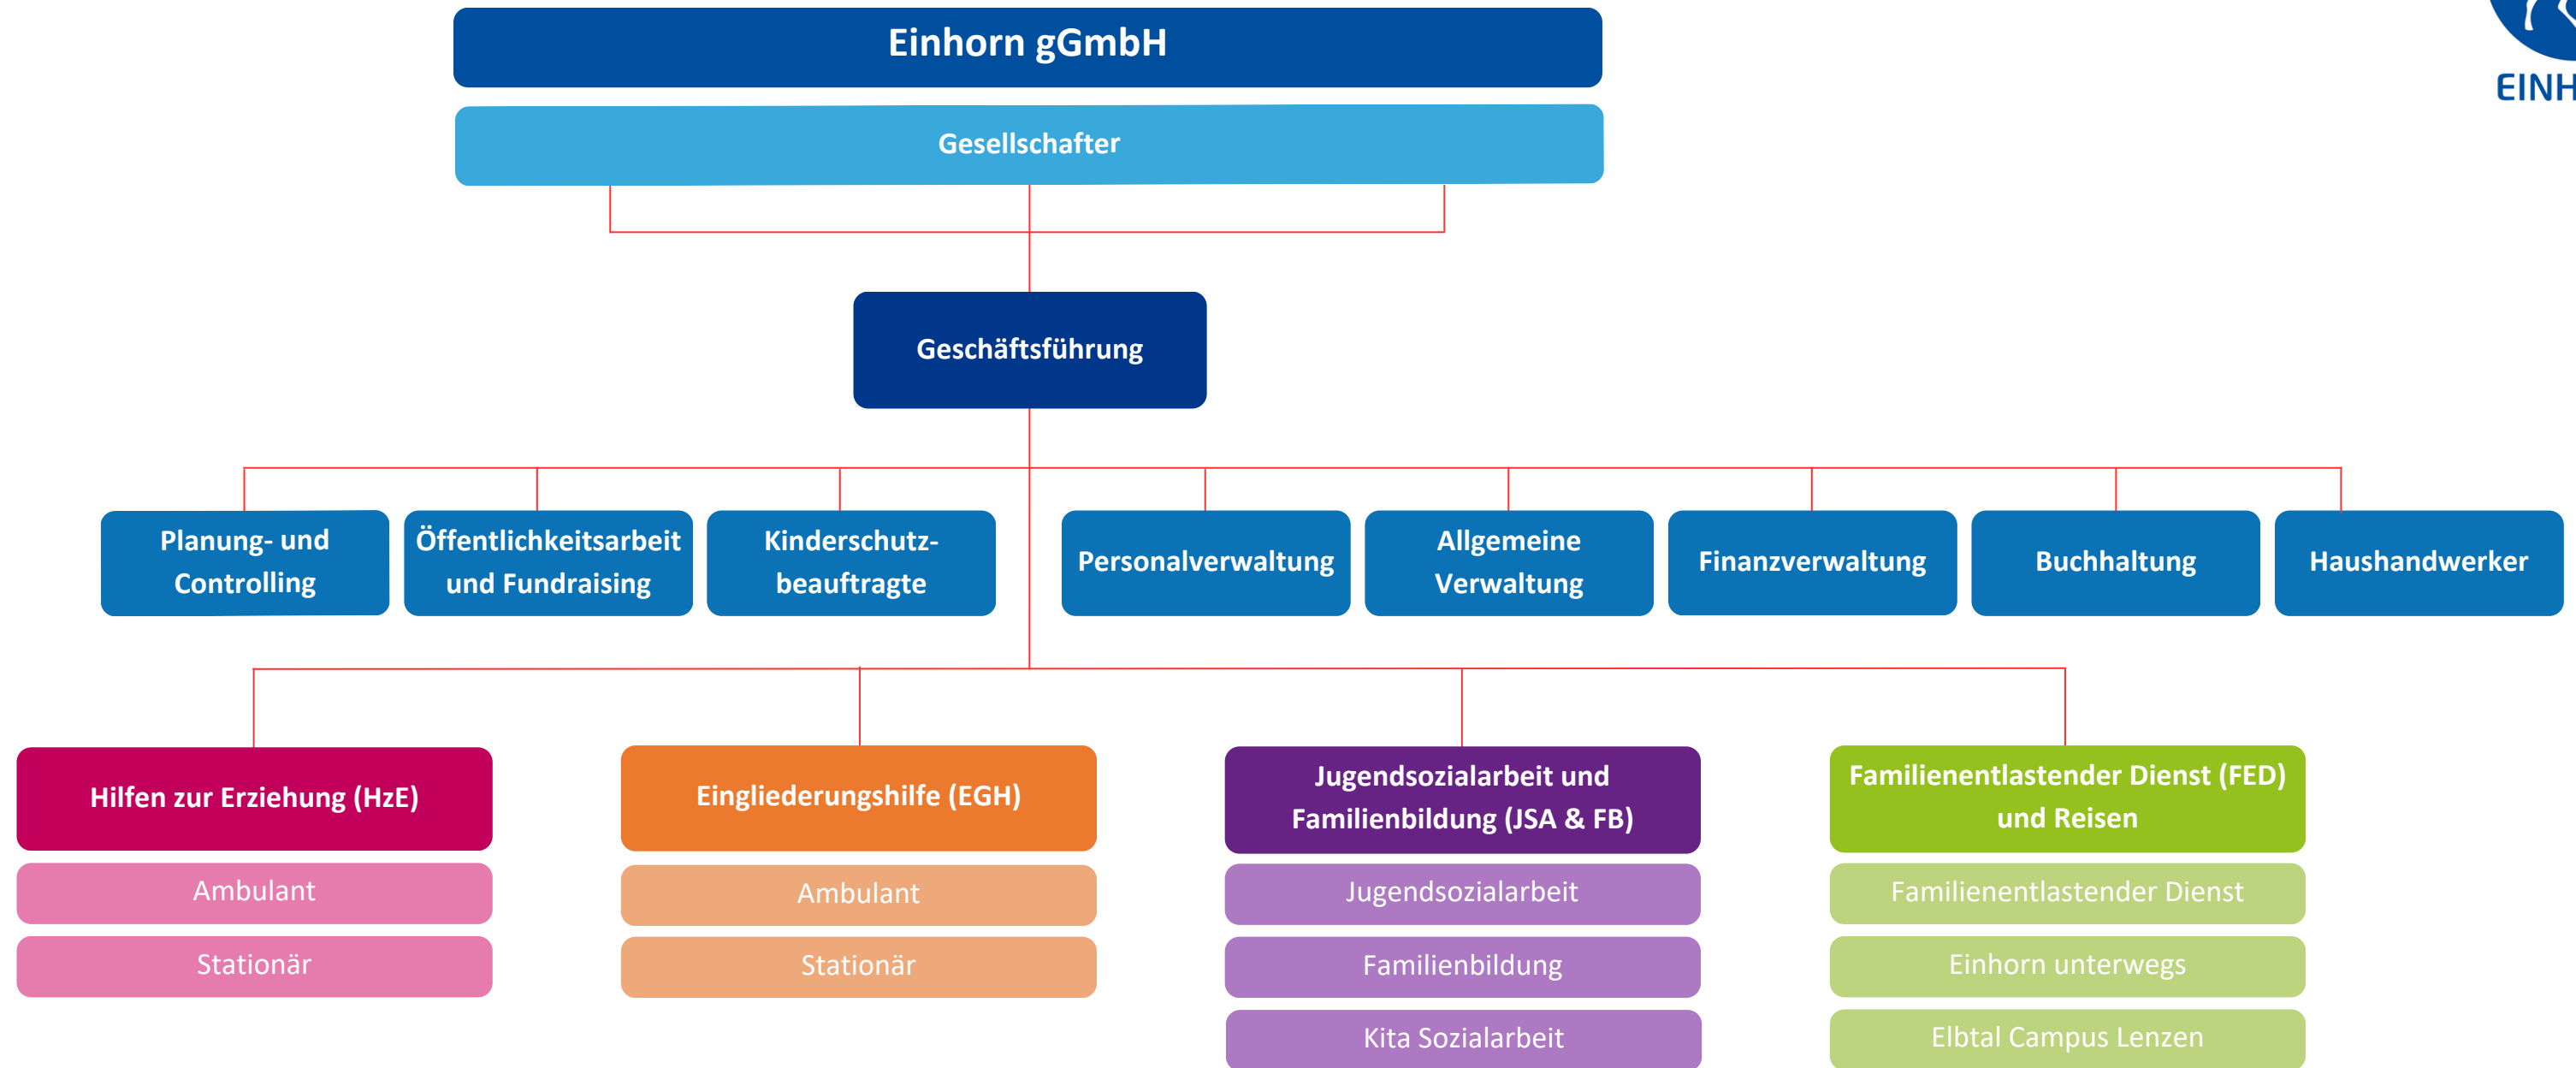 Einhorn gGmbH
EINH
Gesellschafter
Geschäftsführung
Planung- und
Controlling
Öffentlichkeitsarbeit
und Fundraising
Kinderschutz-
beauftragte
Personalverwaltung
Allgemeine
Verwaltung
Finanzverwaltung
Buchhaltung
Haushandwerker
Hilfen zur Erziehung (HzE)
Ambulant
Stationär
Eingliederungshilfe (EGH)
Ambulant
Stationär
Jugendsozialarbeit und
Familienbildung (JSA & FB)
Jugendsozialarbeit
Familienbildung
Kita Sozialarbeit
Familienentlastender Dienst (FED)
und Reisen
Familienentlastender Dienst
Einhorn unterwegs
Elbtal Campus Lenzen